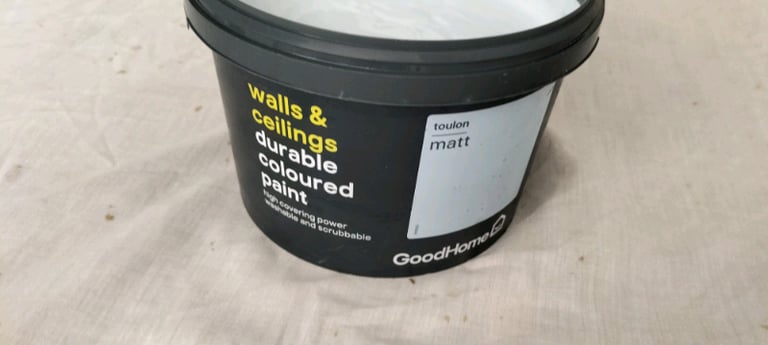 walls &
ceilings
durable
coloured
paint
high covering power
washable and scrubbable
toulon
matt
GoodHome